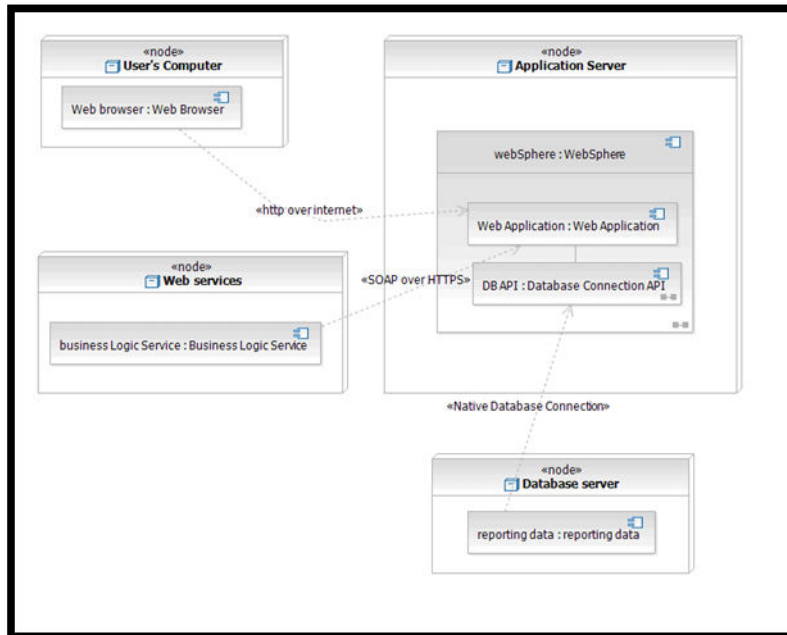 «node»
User's Computer
Web browser : Web Browser
«node»
Application Server
webSphere : WebSphere
«http over internet»
Web Application : Web Application
«node»
Web services
«SOAP over HTTPS»
DB API : Database Connection API
business Logic Service : Business Logic Service
«Native Database Connection»
«node»
Database server
reporting data : reporting data